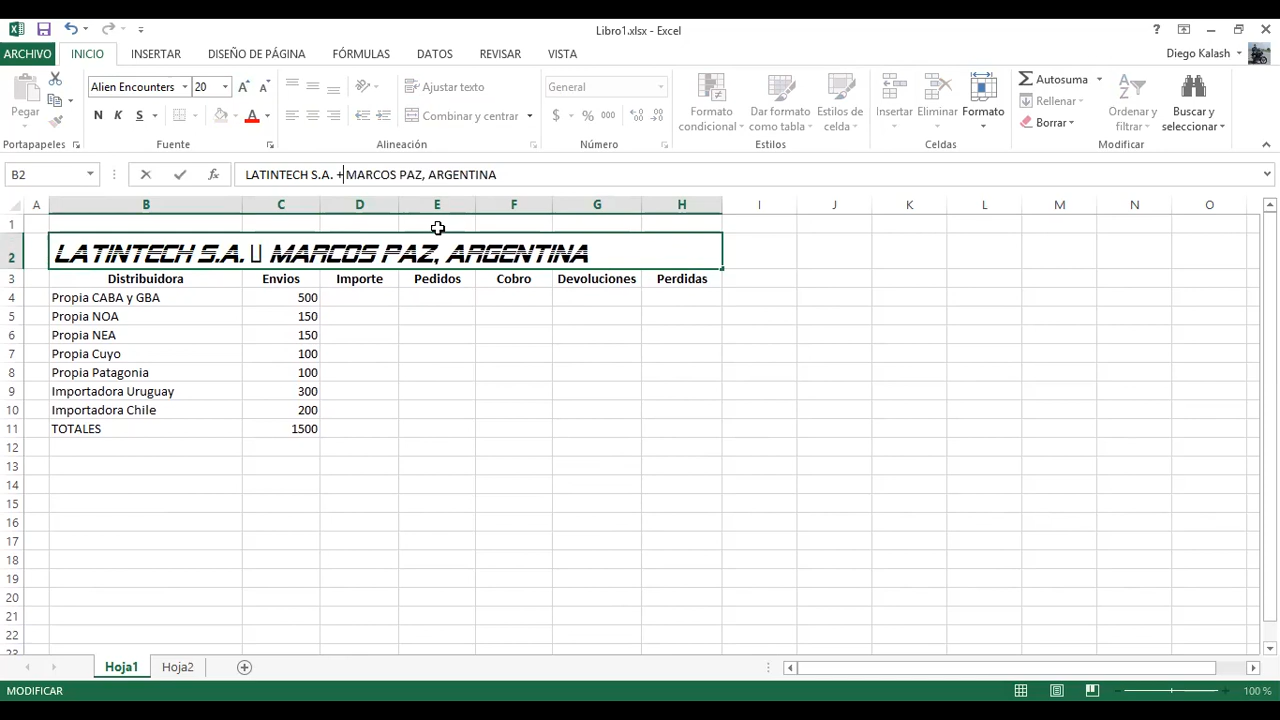 Libro1.xlsx - Excel
ARCHIVO INICIO INSERTAR DISEÑO DE PÁGINA FÓRMULAS DATOS REVISAR VISTA Diego Kalash
Pegar
Portapapeles
Alien Encounters 20
N K S
Fuente
Ajustar texto
Combinar y centrar
Alineación
General
$ % 000
Número
Formato condicional
Dar formato como tabla
Estilos de celda
Estilos
Insertar Eliminar Formato
Celdas
Autosuma
Rellenar
Borrar
Ordenar y filtrar
Buscar y seleccionar
Modificar
B2 fx LATINTECH S.A. + MARCOS PAZ, ARGENTINA
A B C D E F G H I J K L M N O
1
2 LATINTECH S.A. MARCOS PAZ, ARGENTINA
3 Distribuidora Envios Importe Pedidos Cobro Devoluciones Perdidas
4 Propia CABA y GBA 500
5 Propia NOA 150
6 Propia NEA 150
7 Propia Cuyo 100
8 Propia Patagonia 100
9 Importadora Uruguay 300
10 Importadora Chile 200
11 TOTALES 1500
12
13
14
15
16
17
18
19
20
21
22
23
Hoja1 Hoja2
MODIFICAR 100 %